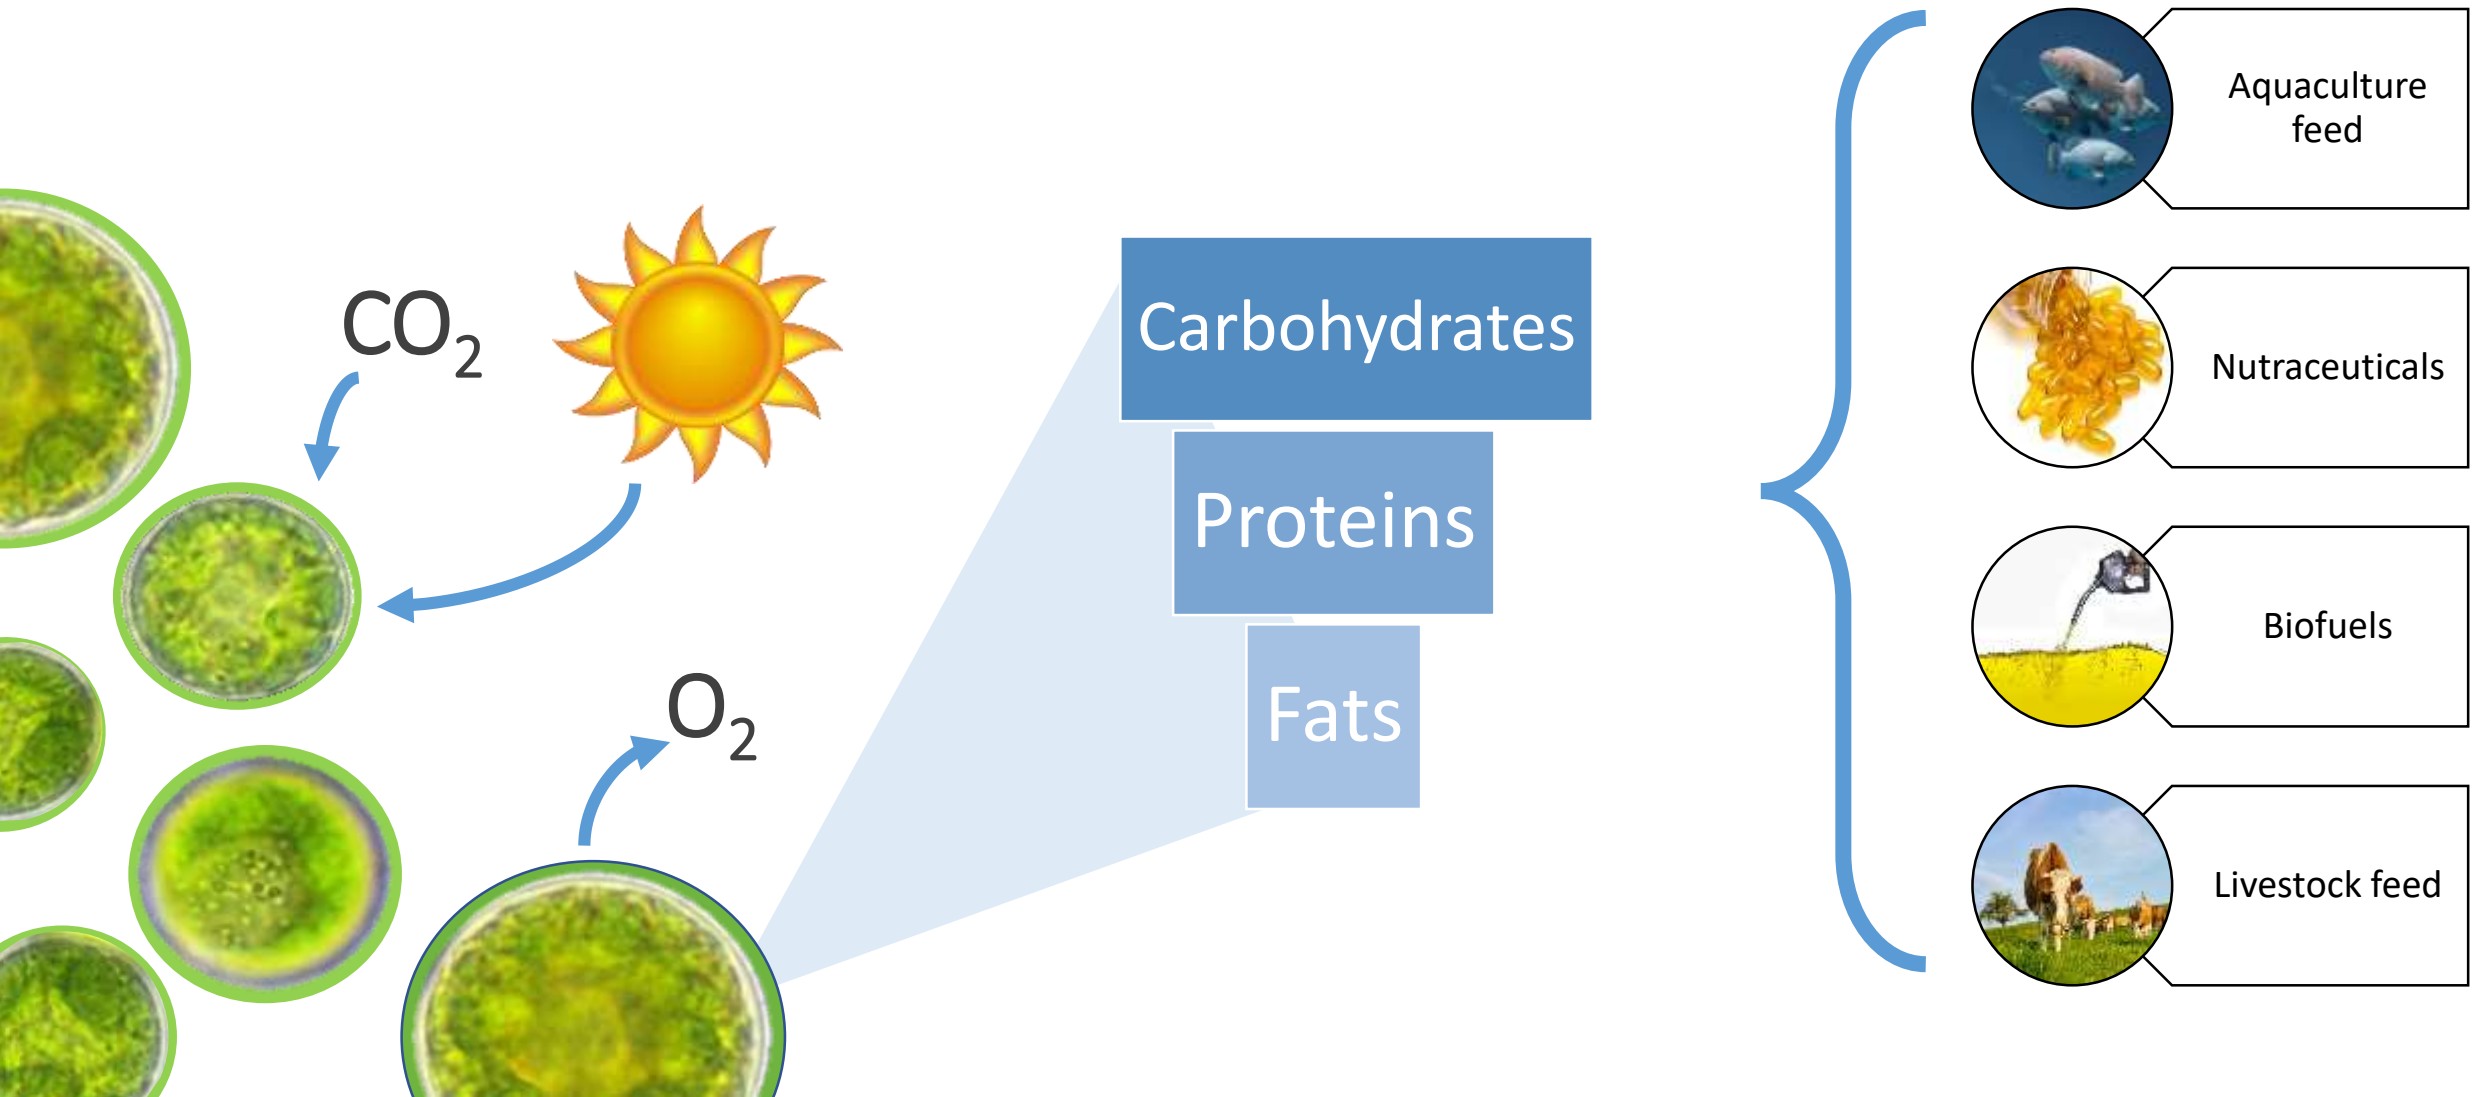 CO₂
O₂
Carbohydrates
Proteins
Fats
Aquaculture
feed
Nutraceuticals
Biofuels
Livestock feed